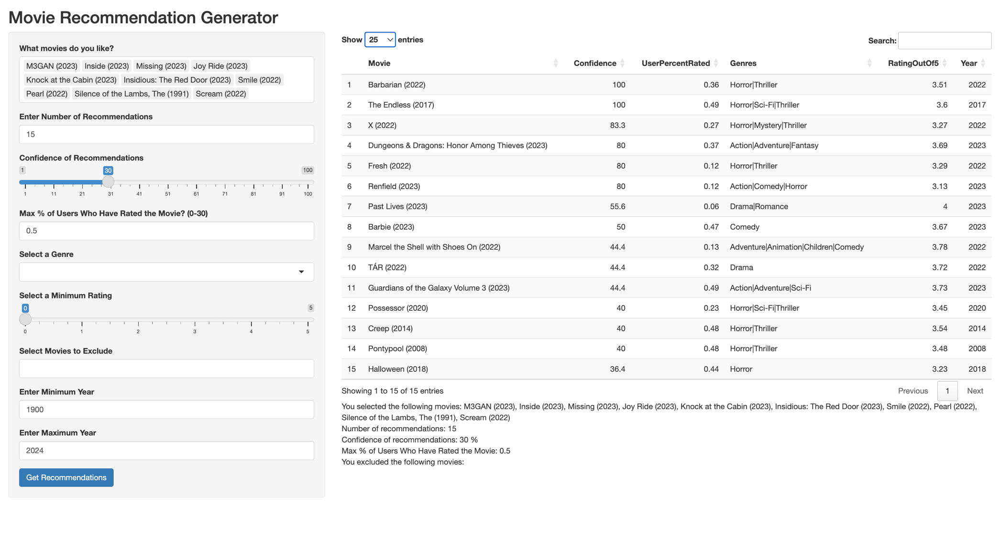 Movie Recommendation Generator
What movies do you like?
M3GAN (2023) Inside (2023) Missing (2023) Joy Ride (2023)
Knock at the Cabin (2023) Insidious: The Red Door (2023) Smile (2022)
Pearl (2022) Silence of the Lambs, The (1991) Scream (2022)
Enter Number of Recommendations
15
Confidence of Recommendations
1 30 100
1 11 21 31 41 51 61 71 81 91 100
Max % of Users Who Have Rated the Movie? (0-30)
0.5
Select a Genre
Select a Minimum Rating
0 5
0 1 2 3 4 5
Select Movies to Exclude
Enter Minimum Year
1900
Enter Maximum Year
2024
Get Recommendations
Show 25 entries Search:
Movie Confidence UserPercentRated Genres RatingOutOf5 Year
1 Barbarian (2022) 100 0.36 Horror|Thriller 3.51 2022
2 The Endless (2017) 100 0.49 Horror|Sci-Fi|Thriller 3.6 2017
3 X (2022) 83.3 0.27 Horror|Mystery|Thriller 3.27 2022
4 Dungeons & Dragons: Honor Among Thieves (2023) 80 0.37 Action|Adventure|Fantasy 3.69 2023
5 Fresh (2022) 80 0.12 Horror|Thriller 3.29 2022
6 Renfield (2023) 80 0.12 Action|Comedy|Horror 3.13 2023
7 Past Lives (2023) 55.6 0.06 Drama|Romance 4 2023
8 Barbie (2023) 50 0.47 Comedy 3.67 2023
9 Marcel the Shell with Shoes On (2022) 44.4 0.13 Adventure|Animation|Children|Comedy 3.78 2022
10 TÁR (2022) 44.4 0.32 Drama 3.72 2022
11 Guardians of the Galaxy Volume 3 (2023) 44.4 0.49 Action|Adventure|Sci-Fi 3.73 2023
12 Possessor (2020) 40 0.23 Horror|Sci-Fi|Thriller 3.45 2020
13 Creep (2014) 40 0.48 Horror|Thriller 3.54 2014
14 Pontypool (2008) 40 0.48 Horror|Thriller 3.48 2008
15 Halloween (2018) 36.4 0.44 Horror 3.23 2018
Showing 1 to 15 of 15 entries Previous 1 Next
You selected the following movies: M3GAN (2023), Inside (2023), Missing (2023), Joy Ride (2023), Knock at the Cabin (2023), Insidious: The Red Door (2023), Smile (2022), Pearl (2022),
Silence of the Lambs, The (1991), Scream (2022)
Number of recommendations: 15
Confidence of recommendations: 30 %
Max % of Users Who Have Rated the Movie: 0.5
You excluded the following movies: